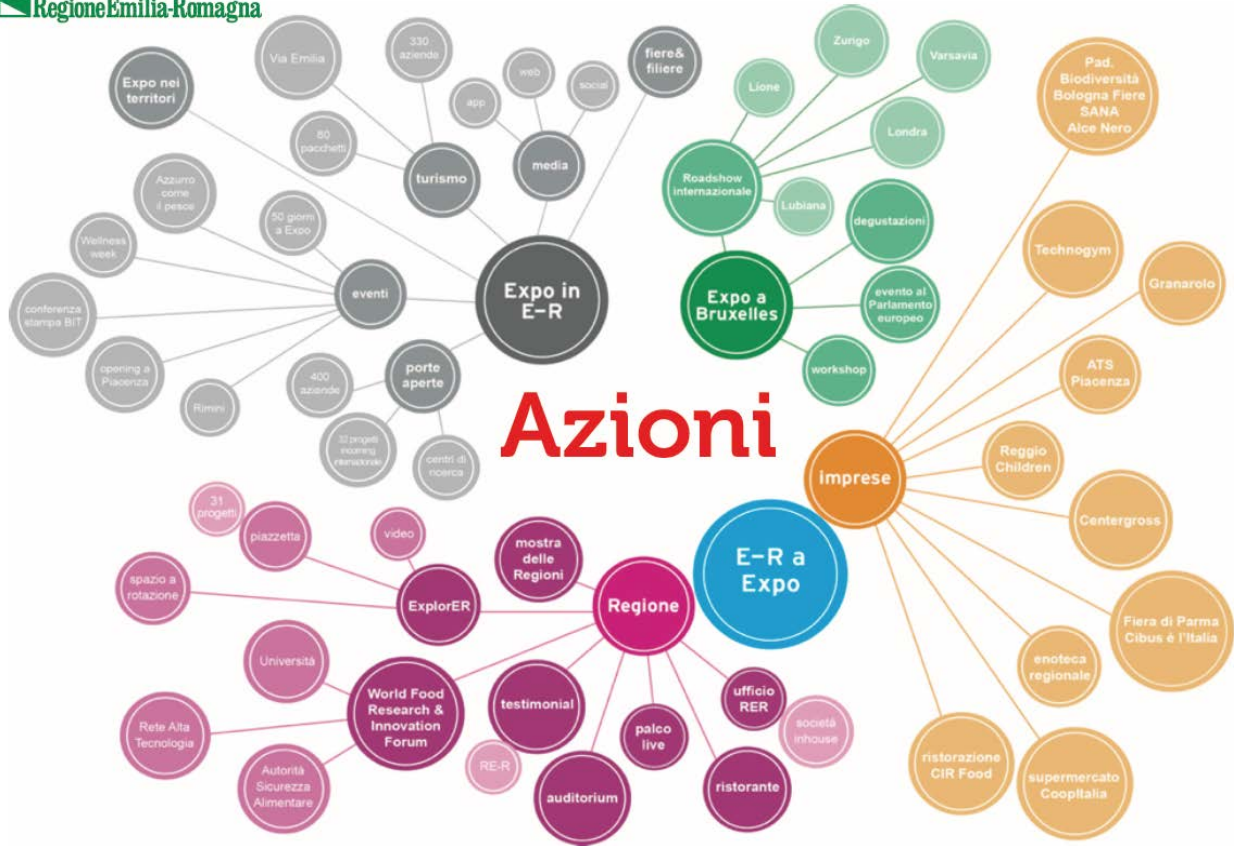 RegioneEmilia-Romagna
Expo nei
territori
Via Emilia
330
aziende
app
web
social
fiere&
filiere
80
pacchetti
turismo
media
Azzurro
come
il pesce
50 giorni
a Expo
Wellness
week
conferenza
stampa BIT
eventi
Expo in
E-R
opening a
Piacenza
Rimini
porte
aperte
400
aziende
32 progetti
incoming
internazionale
centri di
ricerca
Lione
Zurigo
Varsavia
Londra
Roadshow
internazionale
Lubiana
degustazioni
Expo a
Bruxelles
evento al
Parlamento
europeo
workshop
Azioni
Pad.
Biodiversità
Bologna Fiere
SANA
Alce Nero
Technogym
Granarolo
ATS
Piacenza
imprese
Reggio
Children
Centergross
Fiera di Parma
Cibus è l'Italia
enoteca
regionale
ristorazione
CIR Food
supermercato
CoopItalia
E-R a
Expo
Regione
mostra
delle
Regioni
31
progetti
piazzetta
video
spazio a
rotazione
ExplorER
Università
World Food
Research &
Innovation
Forum
Rete Alta
Tecnologia
Autorità
Sicurezza
Alimentare
testimonial
RE-R
auditorium
palco
live
ufficio
RER
società
inhouse
ristorante